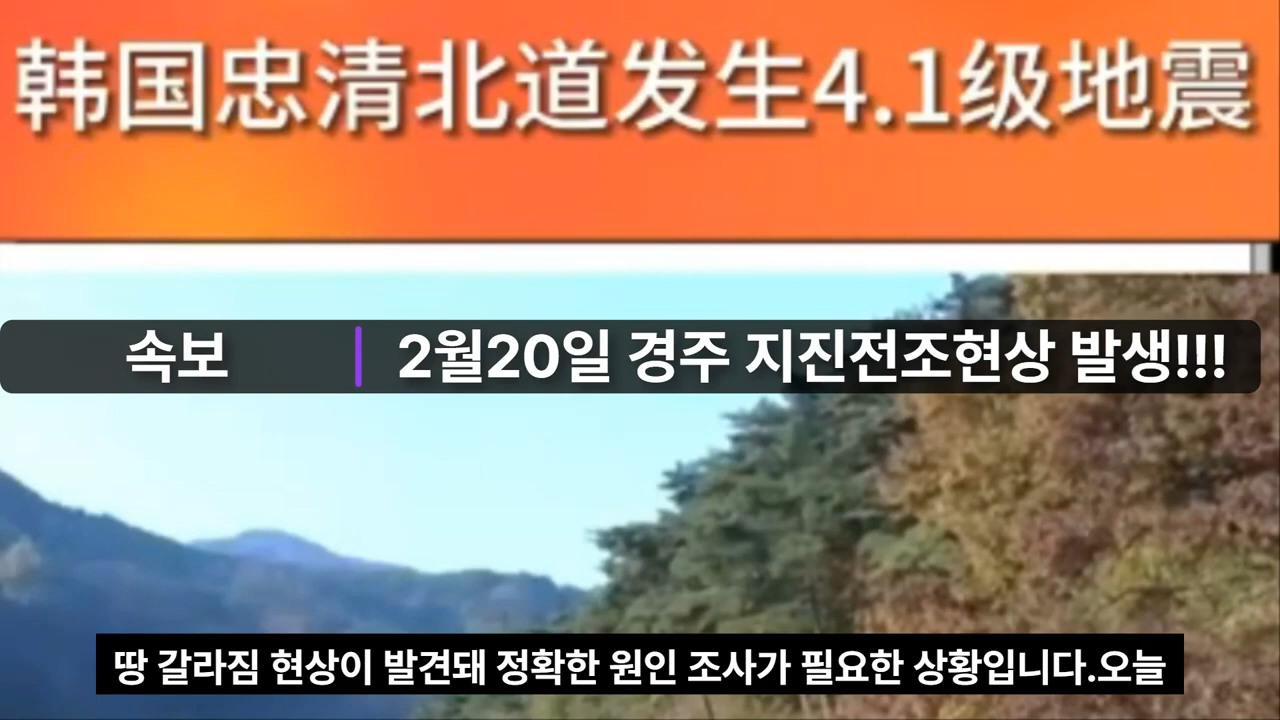 韩国忠清北道发生4.1级地震
속보
2월20일 경주 지진전조현상 발생!!!
땅 갈라짐 현상이 발견돼 정확한 원인 조사가 필요한 상황입니다.오늘